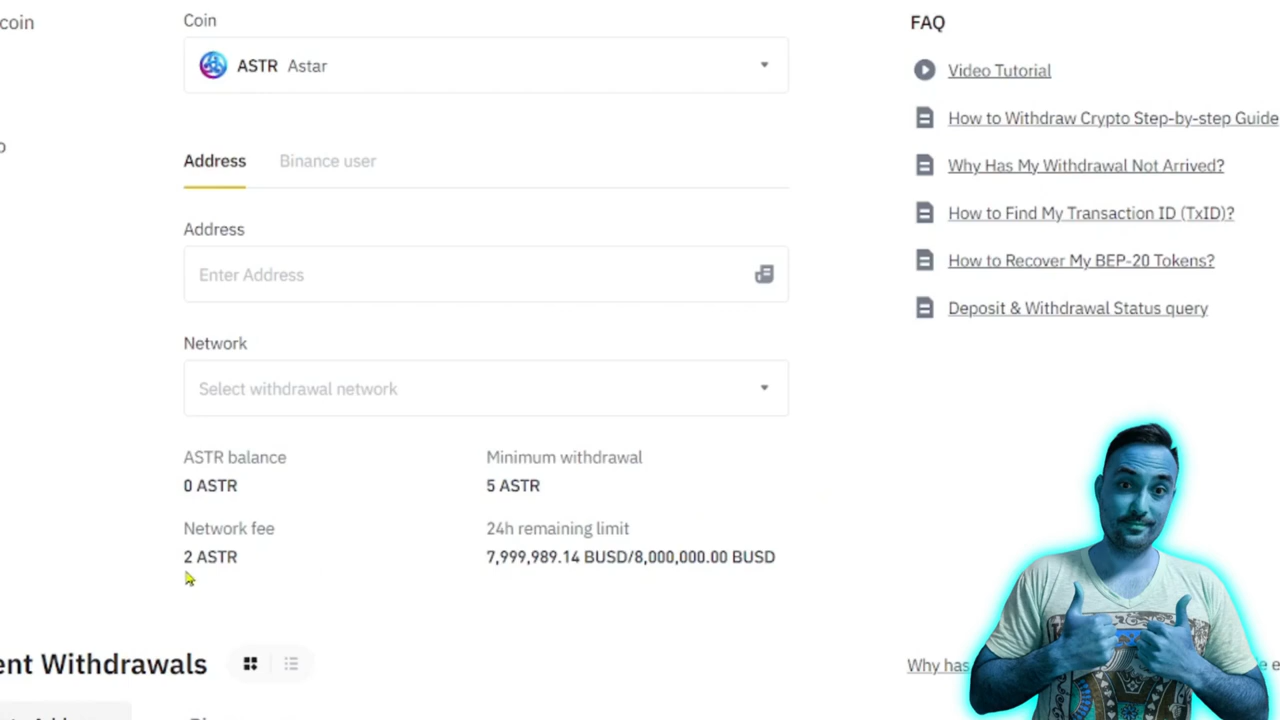 coin
Coin
FAQ
ASTR Astar
Video Tutorial
How to Withdraw Crypto Step-by-step Guide
Address Binance user
Why Has My Withdrawal Not Arrived?
How to Find My Transaction ID (TxID)?
Address
Enter Address
How to Recover My BEP-20 Tokens?
Deposit & Withdrawal Status query
Network
Select withdrawal network
ASTR balance
0 ASTR
Minimum withdrawal
5 ASTR
Network fee
2 ASTR
24h remaining limit
7,999,989.14 BUSD/8,000,000.00 BUSD
ent Withdrawals
Why has